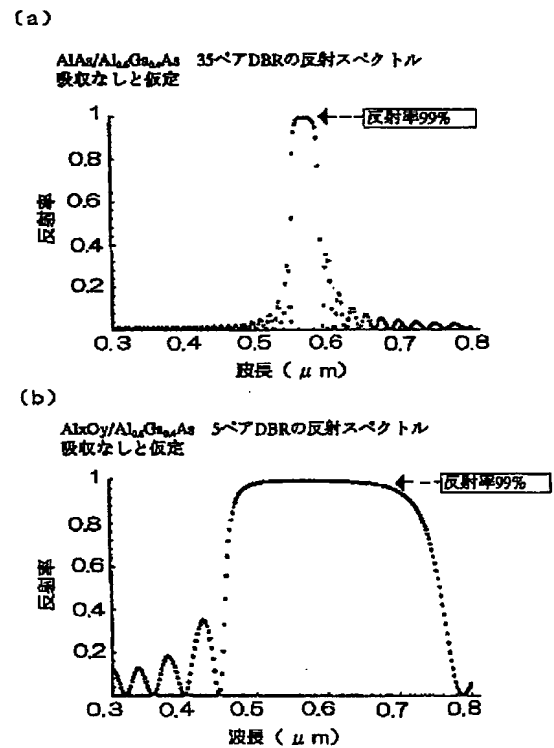 (a)
AlAs/Al0.6Ga0.4As 35ペアDBRの反射スペクトル
吸収なしと仮定
1
反射率99%
0.8
0.6
0.4
0.2
反射率
0.3 0.4 0.5 0.6 0.7 0.8
波長(μm)
(b)
AlxOy/Al0.6Ga0.4As 5ペアDBRの反射スペクトル
吸収なしと仮定
1
反射率99%
0.8
0.6
0.4
0.2
反射率
0.3 0.4 0.5 0.6 0.7 0.8
波長(μm)